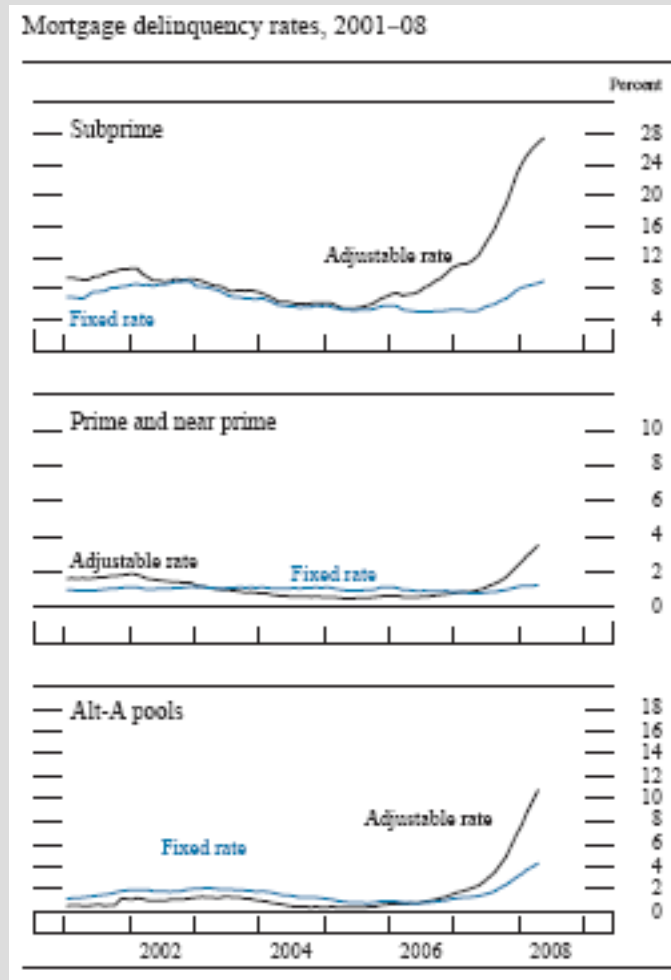 Mortgage delinquency rates, 2001–08
Percent
Subprime
28
24
20
16
Adjustable rate
12
8
Fixed rate
4
Prime and near prime
10
8
6
4
Adjustable rate
Fixed rate
2
0
Alt-A pools
18
16
14
12
10
Adjustable rate
8
Fixed rate
6
4
2
0
2002 2004 2006 2008